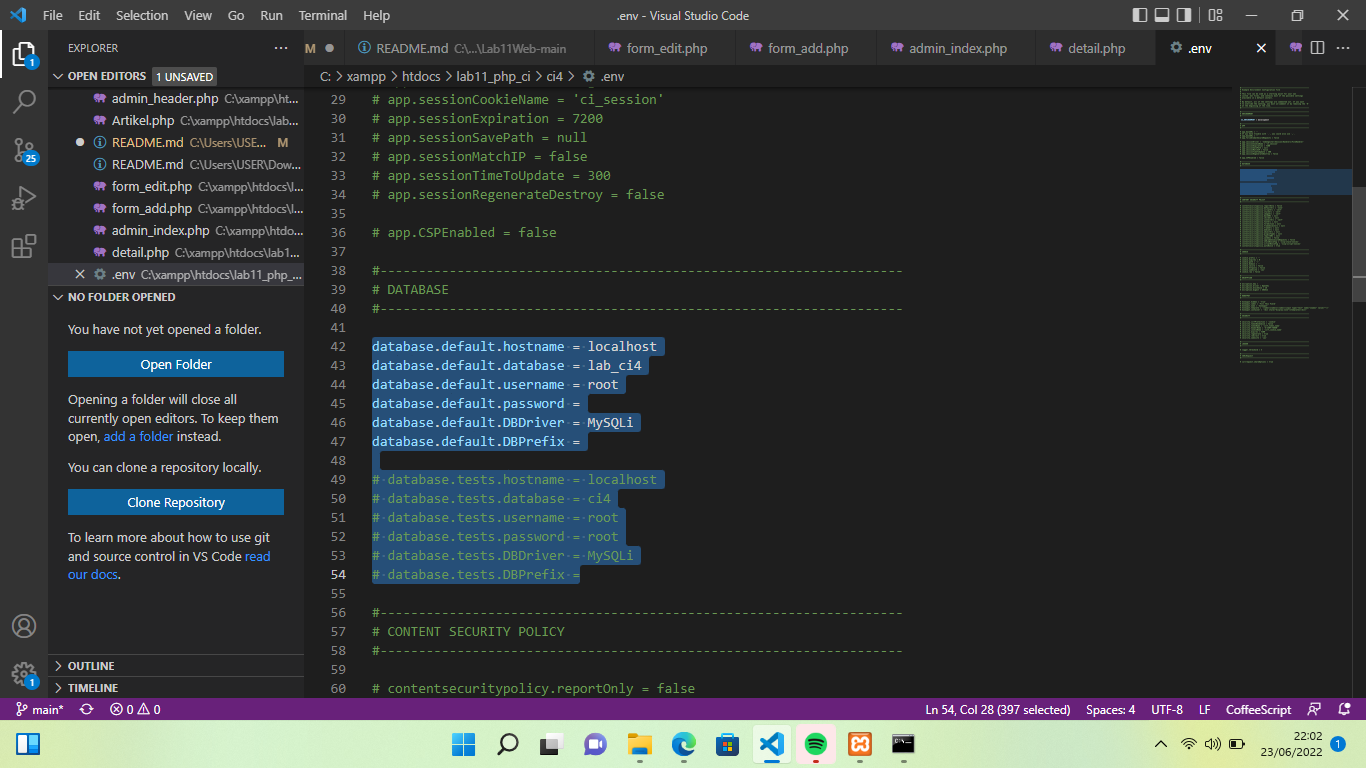 File Edit Selection View Go Run Terminal Help
.env - Visual Studio Code
EXPLORER
OPEN EDITORS 1 UNSAVED
admin_header.php C:\xampp\ht...
Artikel.php C:\xampp\htdocs\lab...
README.md C:\Users\USE... M
README.md C:\Users\USER\Dow...
form_edit.php C:\xampp\htdocs\l...
form_add.php C:\xampp\htdocs\l...
admin_index.php C:\xampp\htdo...
detail.php C:\xampp\htdocs\lab1...
.env C:\xampp\htdocs\lab11_php_...
NO FOLDER OPENED
You have not yet opened a folder.
Open Folder
Opening a folder will close all
currently open editors. To keep them
open, add a folder instead.
You can clone a repository locally.
Clone Repository
To learn more about how to use git
and source control in VS Code read
our docs.
OUTLINE
TIMELINE
1
25
1
M README.md C:\...\Lab11Web-main form_edit.php form_add.php admin_index.php detail.php .env
C: > xampp > htdocs > lab11_php_ci > ci4 > .env
29 # app.sessionCookieName = 'ci_session'
30 # app.sessionExpiration = 7200
31 # app.sessionSavePath = null
32 # app.sessionMatchIP = false
33 # app.sessionTimeToUpdate = 300
34 # app.sessionRegenerateDestroy = false
35
36 # app.CSPEnabled = false
37
38 #--------------------------------------------------------------------
39 # DATABASE
40 #--------------------------------------------------------------------
41
42 database.default.hostname = localhost
43 database.default.database = lab_ci4
44 database.default.username = root
45 database.default.password =
46 database.default.DBDriver = MySQLi
47 database.default.DBPrefix =
48
49 # database.tests.hostname = localhost
50 # database.tests.database = ci4
51 # database.tests.username = root
52 # database.tests.password = root
53 # database.tests.DBDriver = MySQLi
54 # database.tests.DBPrefix =
55
56 #--------------------------------------------------------------------
57 # CONTENT SECURITY POLICY
58 #--------------------------------------------------------------------
59
60 # contentsecuritypolicy.reportOnly = false
main* 0 0 Ln 54, Col 28 (397 selected) Spaces: 4 UTF-8 LF CoffeeScript
22:02
23/06/2022 1